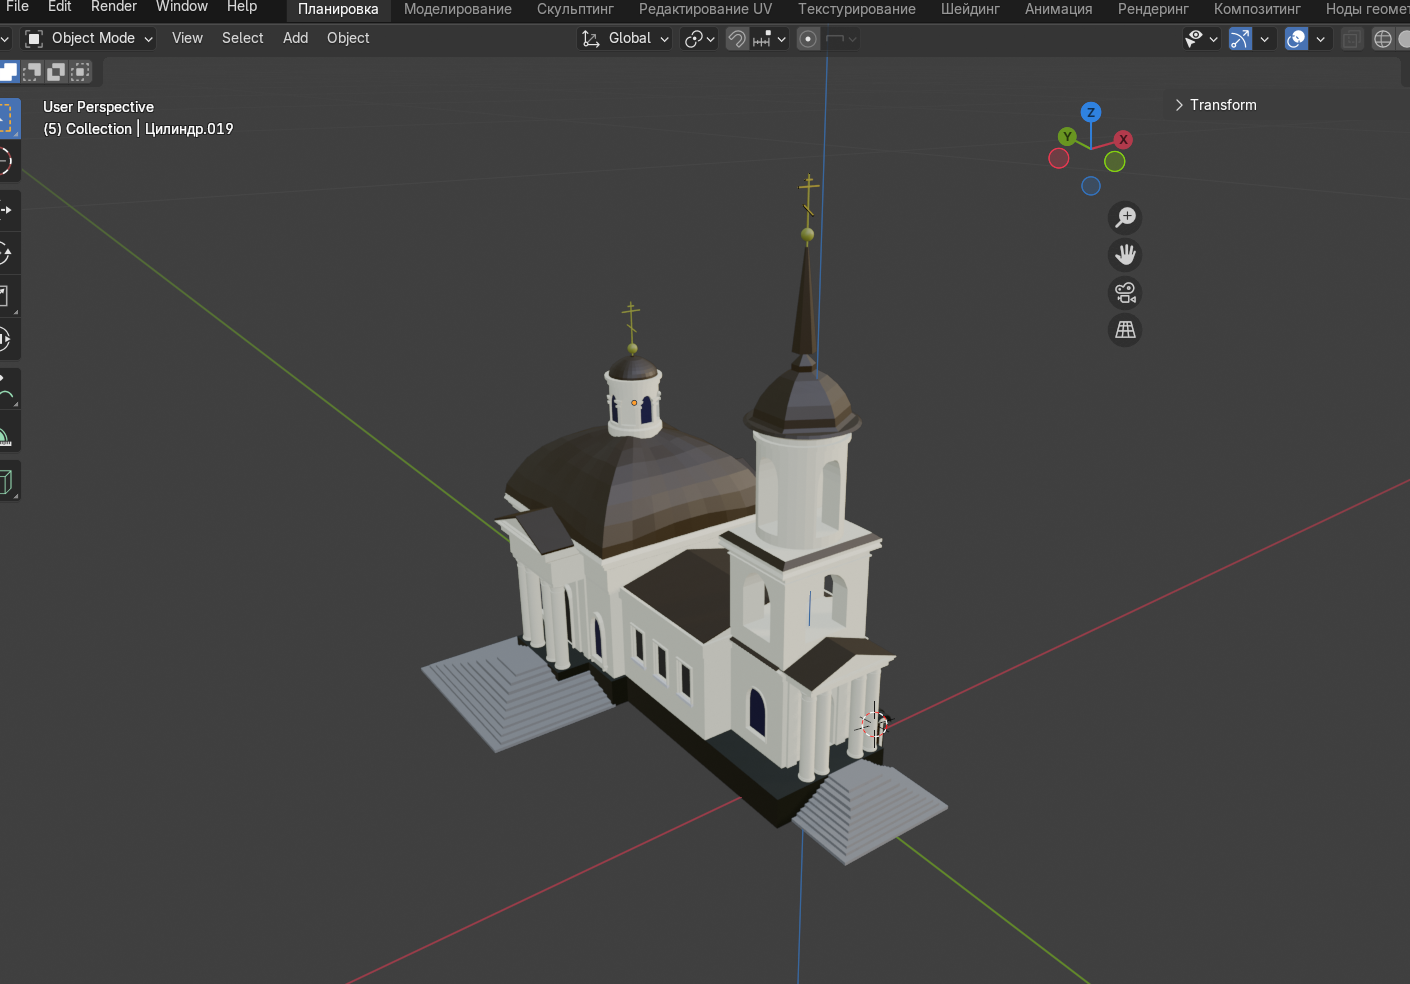 File Edit Render Window Help Планировка Моделирование Скульптинг Редактирование UV Текстурирование Шейдинг Анимация Рендеринг Композитинг Ноды геомет
Object Mode View Select Add Object Global
User Perspective
(5) Collection | Цилиндр.019
Transform
Z
Y
X